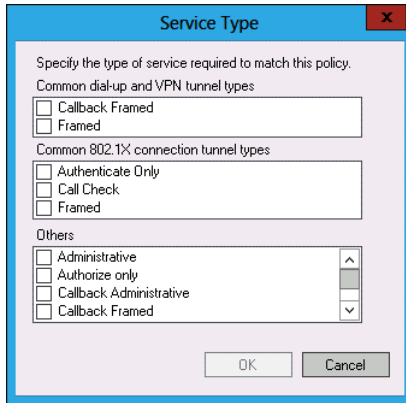 Service Type
x
Specify the type of service required to match this policy.
Common dial-up and VPN tunnel types
Callback Framed
Framed
Common 802.1X connection tunnel types
Authenticate Only
Call Check
Framed
Others
Administrative
Authorize only
Callback Administrative
Callback Framed
OK Cancel